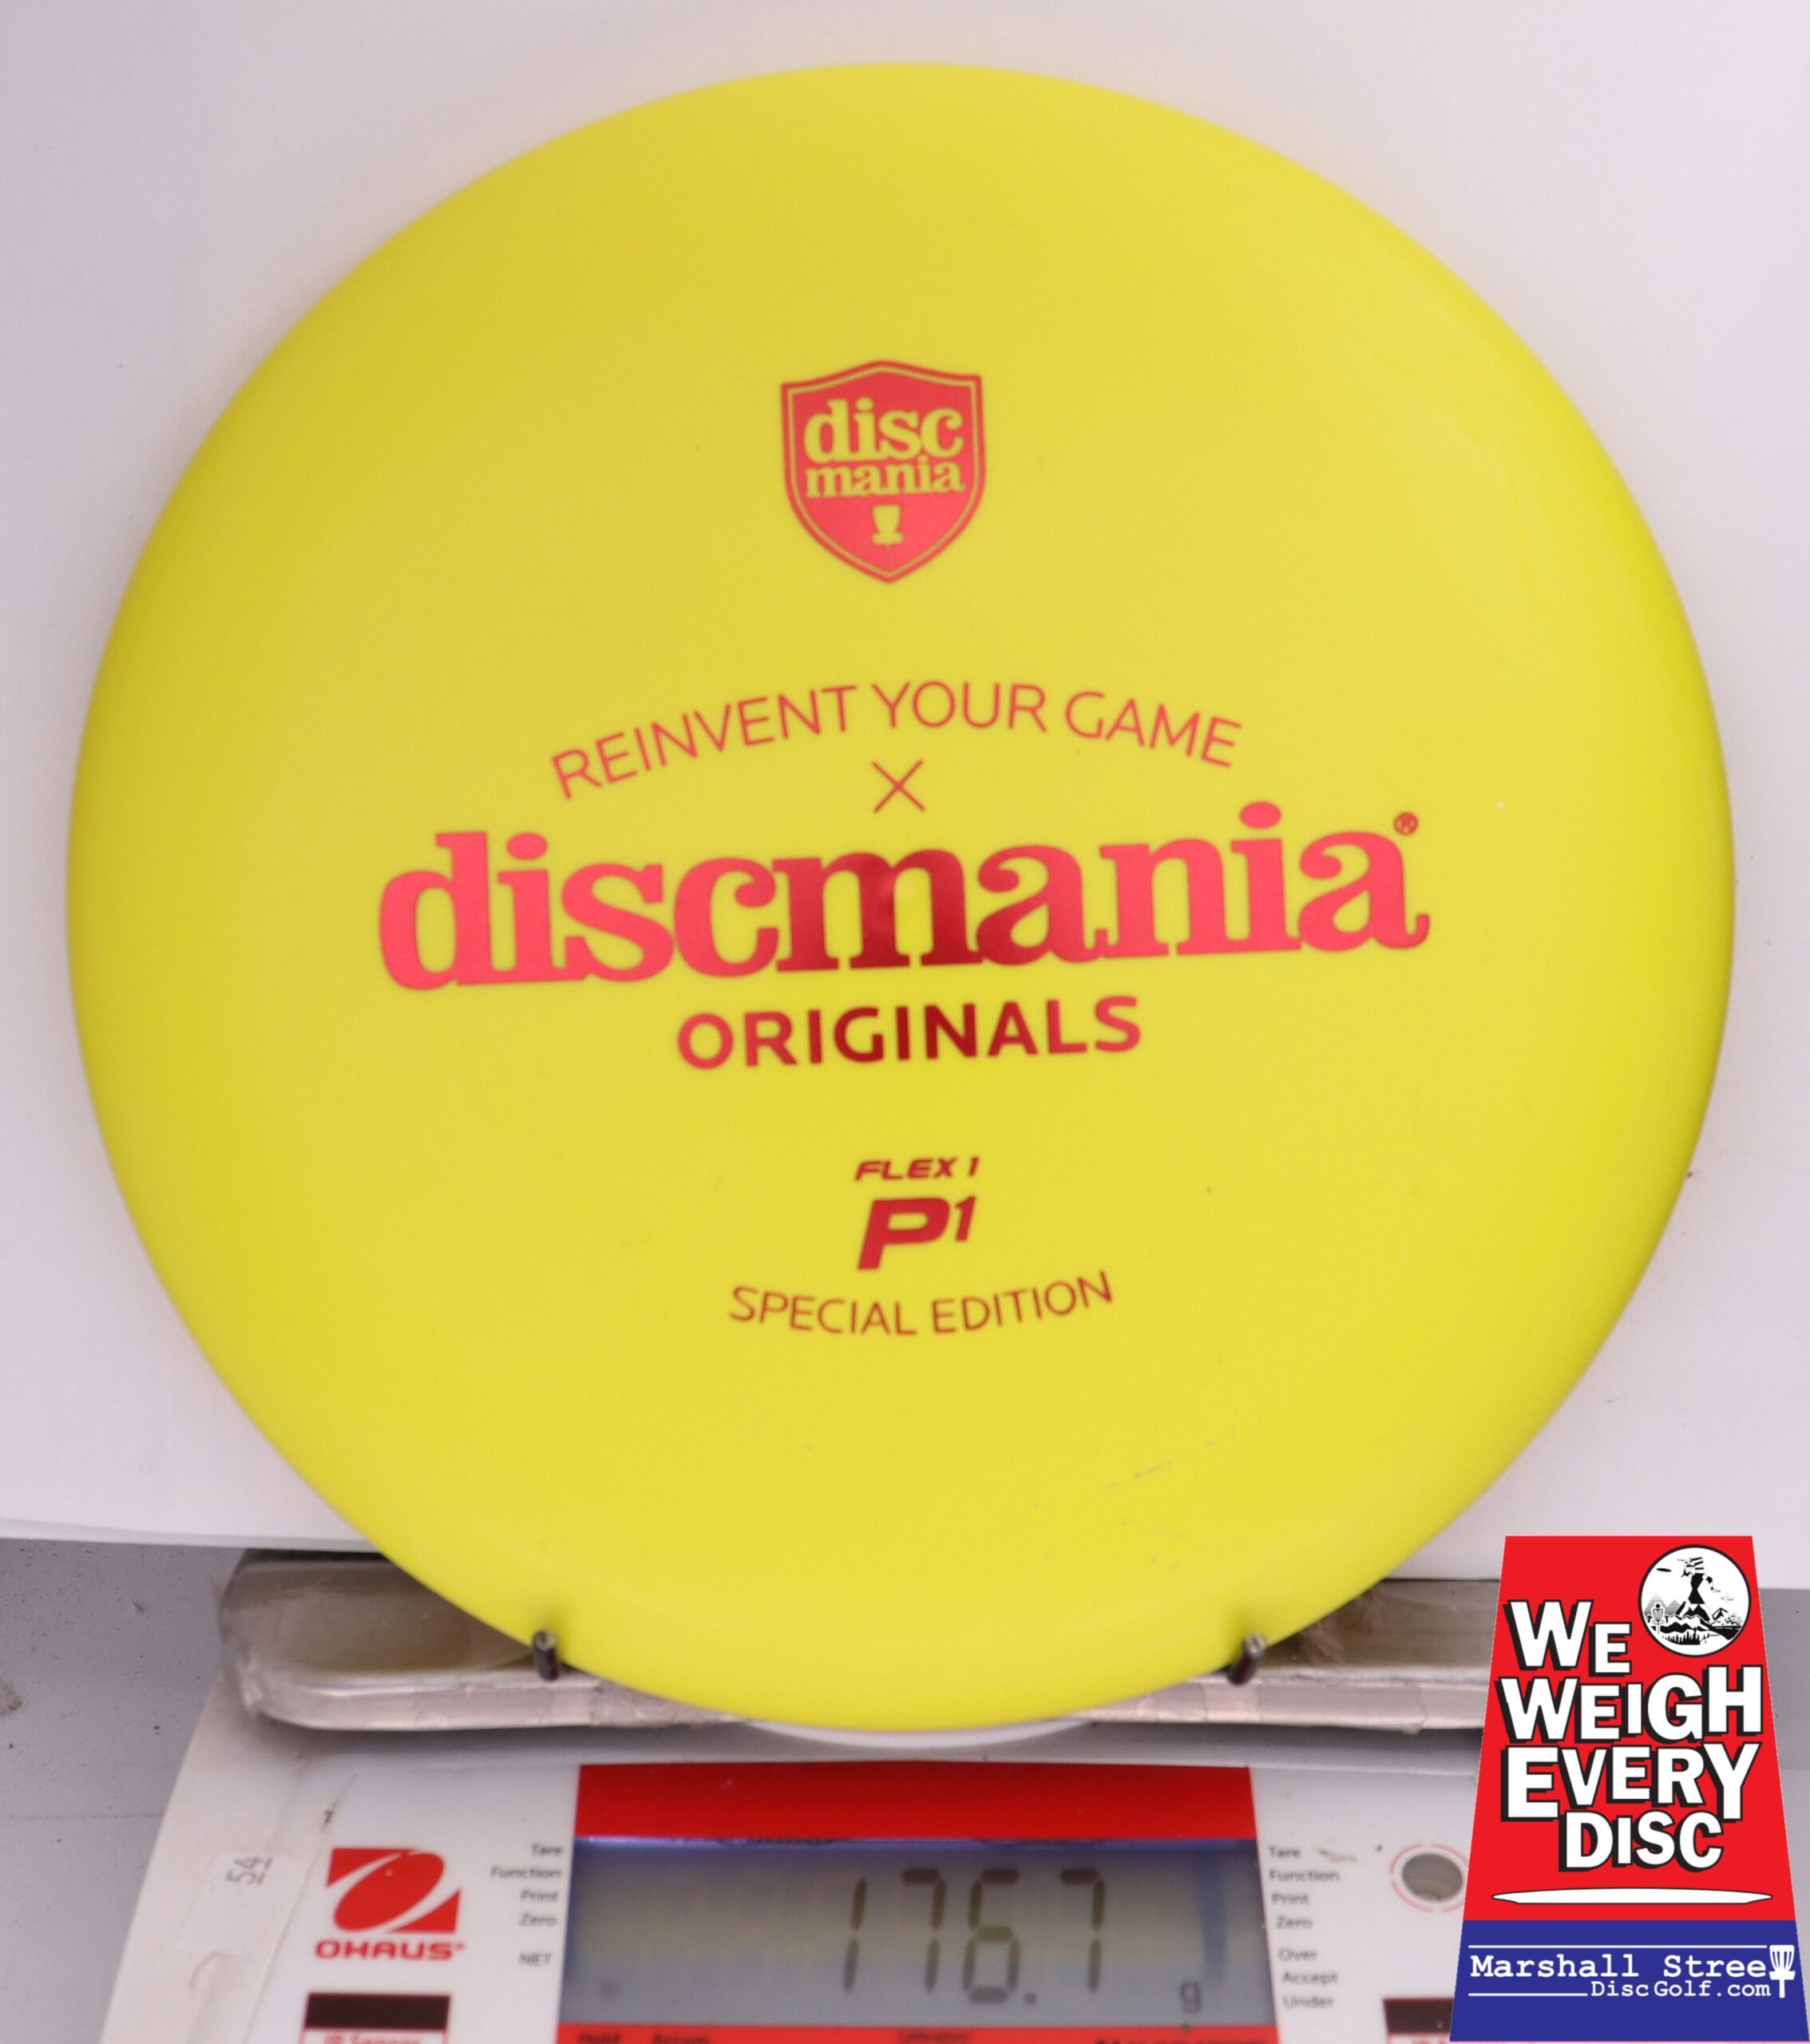 disc
mania
REINVENT YOUR GAME
X
discmania®
ORIGINALS
FLEX 1
P1
SPECIAL EDITION
WE
WEIGH
EVERY
DISC
Marshall Street
DiscGolf.com
54
OHAUS
Tare
Function
Print
Zero
NET
176.7
g
Tare
Function
Print
Zero
Over
Accept
Under